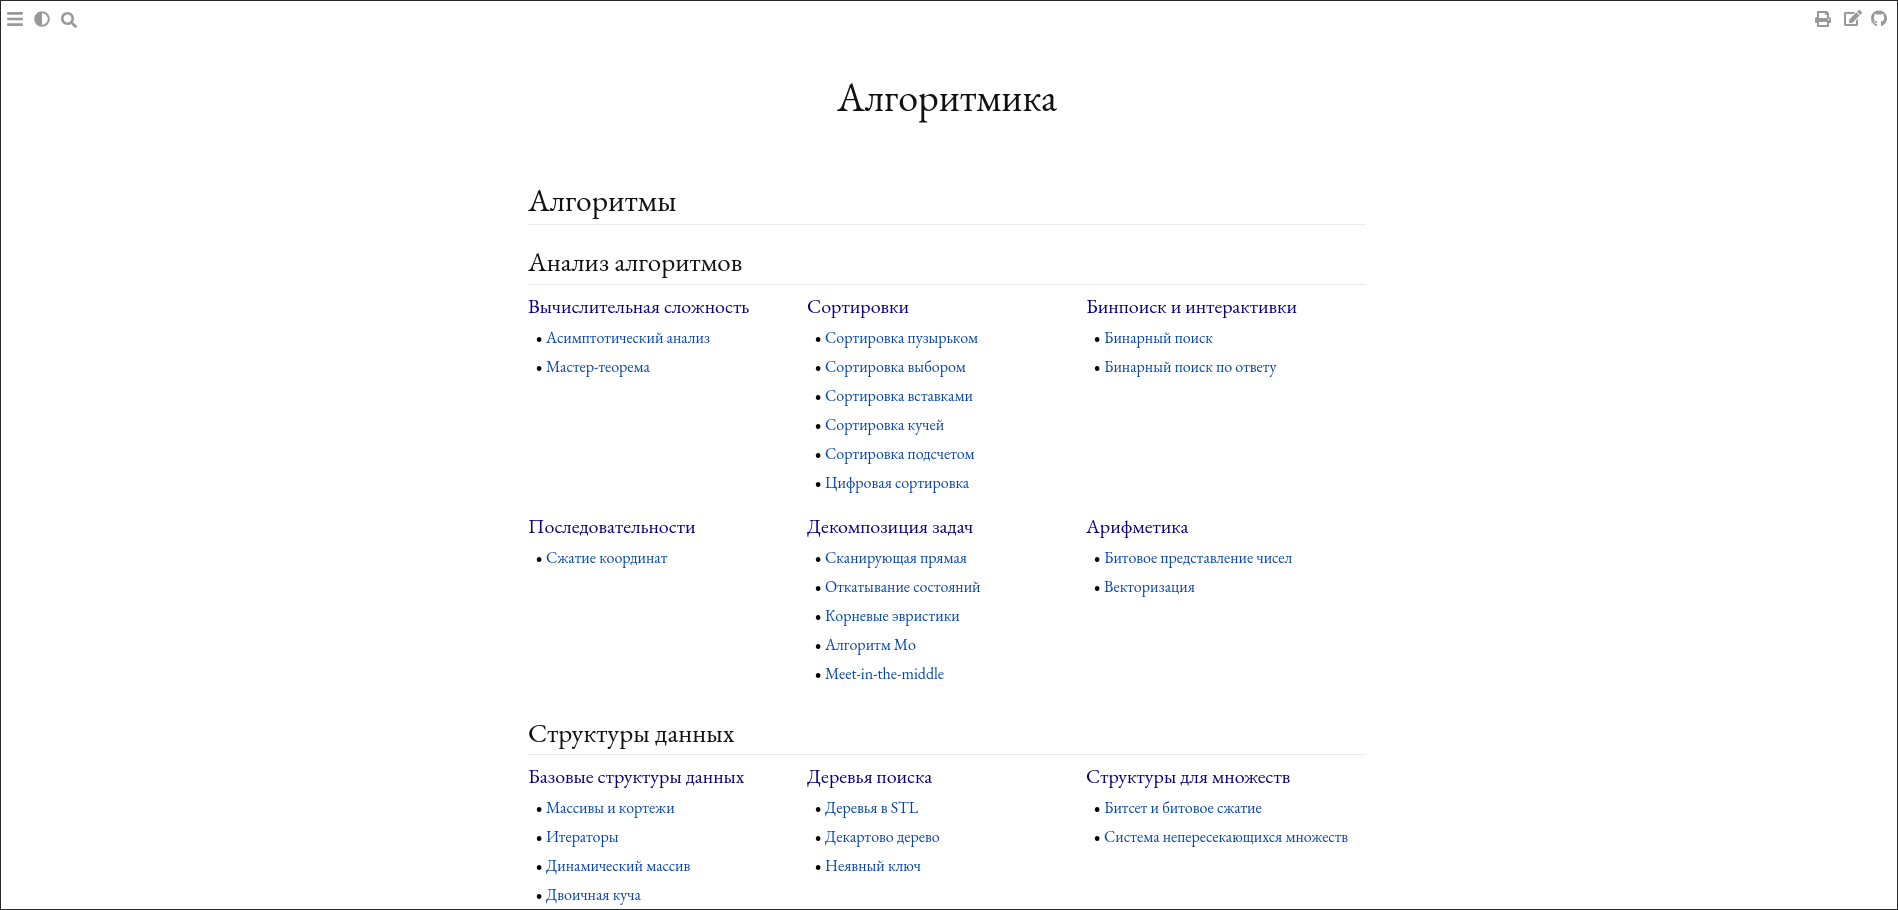 Алгоритмика
Алгоритмы
Анализ алгоритмов
Вычислительная сложность
• Асимптотический анализ
• Мастер-теорема
Сортировки
• Сортировка пузырьком
• Сортировка выбором
• Сортировка вставками
• Сортировка кучей
• Сортировка подсчетом
• Цифровая сортировка
Бинпоиск и интерактивки
• Бинарный поиск
• Бинарный поиск по ответу
Последовательности
• Сжатие координат
Декомпозиция задач
• Сканирующая прямая
• Откатывание состояний
• Корневые эвристики
• Алгоритм Мо
• Meet-in-the-middle
Арифметика
• Битовое представление чисел
• Векторизация
Структуры данных
Базовые структуры данных
• Массивы и кортежи
• Итераторы
• Динамический массив
• Двоичная куча
Деревья поиска
• Деревья в STL
• Декартово дерево
• Неявный ключ
Структуры для множеств
• Битсет и битовое сжатие
• Система непересекающихся множеств